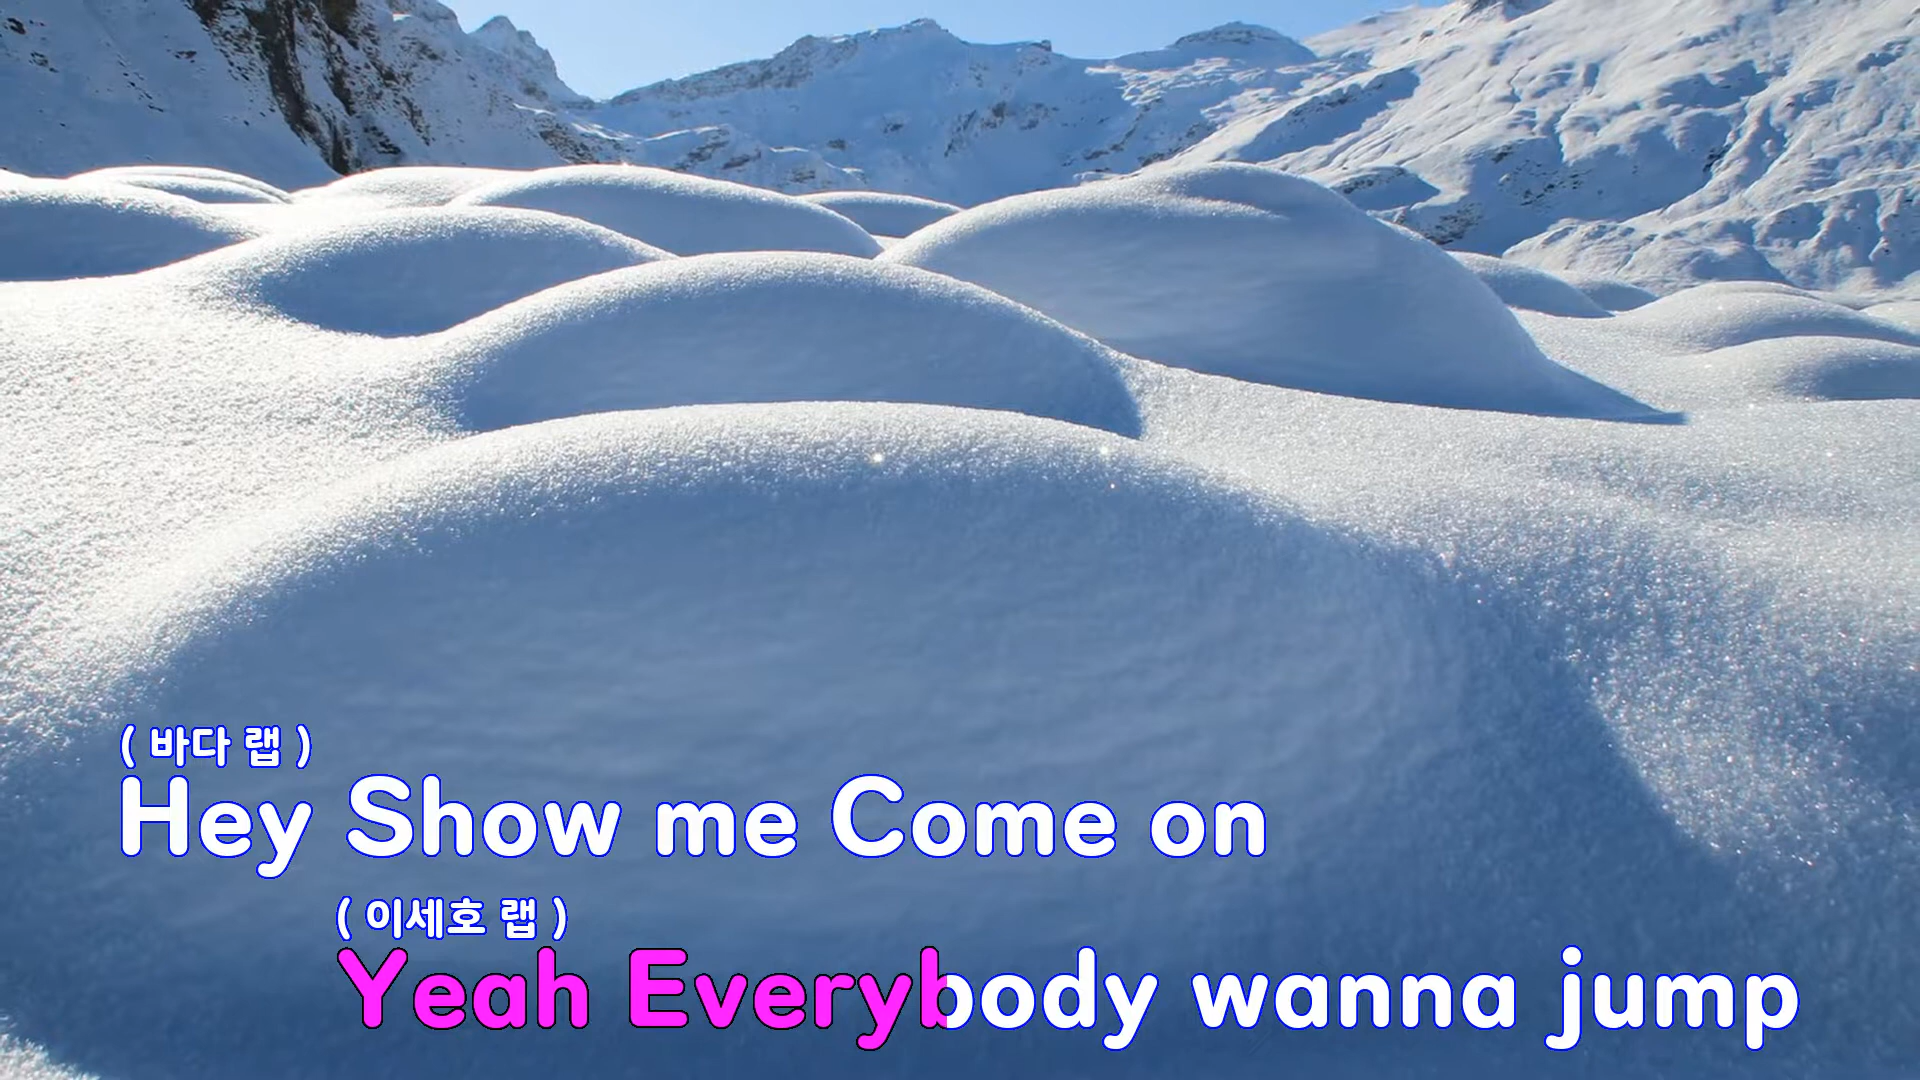 ( 바다 랩 )
Hey Show me Come on
( 이세호 랩 )
Yeah Everybody wanna jump